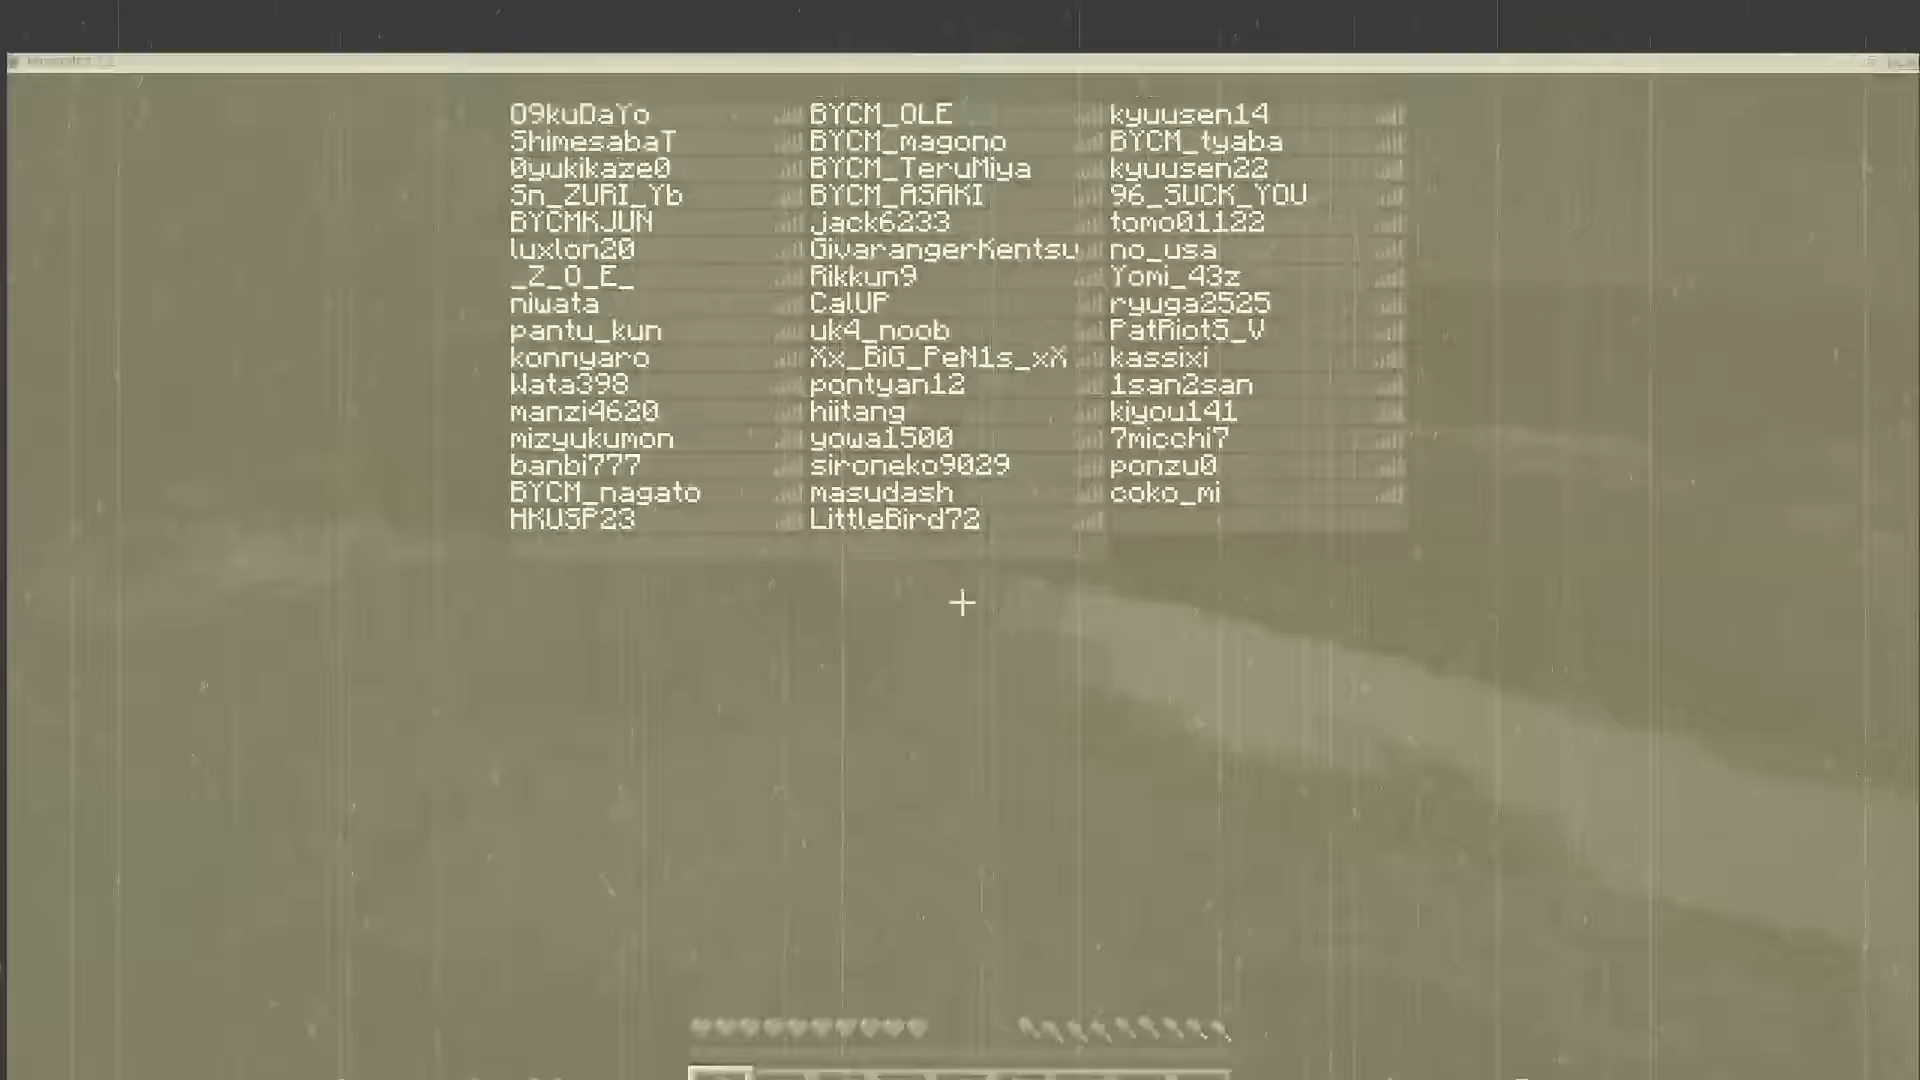 O9kuDaYo
ShimesabaT
0yukikaze0
Sn_ZURI_Yb
BYCMKJUN
luxlon20
_Z_O_E_
niwata
pantu_kun
konnyaro
Wata398
manzi4620
mizyukumon
banbi777
BYCM_nagato
HKUSP23
BYCM_OLE
BYCM_magono
BYCM_TeruMiya
BYCM_ASAKI
jack6233
GivarangerKentsu
Rikkun9
CalUP
uk4_noob
Xx_BiG_PeN1s_xX
pontyan12
hiitang
yowa1500
sironeko9029
masudash
LittleBird72
kyuusen14
BYCM_tyaba
kyuusen22
96_SUCK_YOU
tomo01122
no_usa
Yomi_43z
ryuga2525
PatRiot5_V
kassixi
1san2san
kiyou141
7micchi7
ponzu0
coko_mi